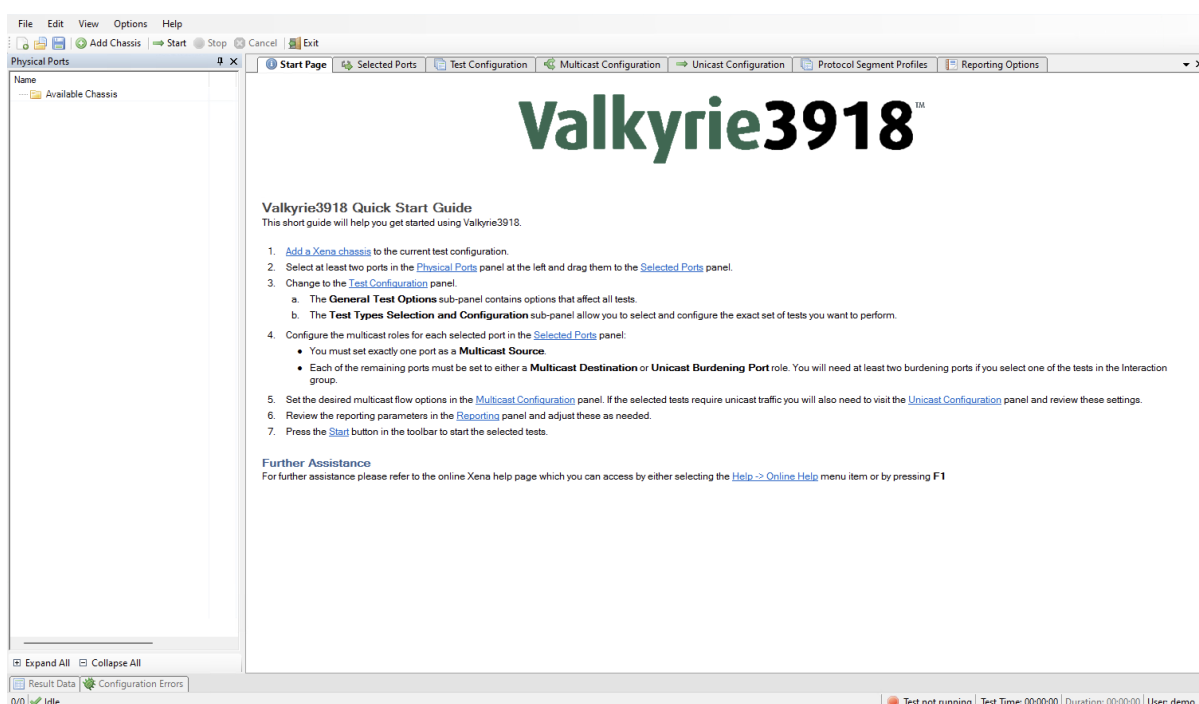 File Edit View Options Help
Add Chassis Start Stop Cancel Exit
Physical Ports
Start Page Selected Ports Test Configuration Multicast Configuration Unicast Configuration Protocol Segment Profiles Reporting Options
Name
Available Chassis
Valkyrie3918™
Valkyrie3918 Quick Start Guide
This short guide will help you get started using Valkyrie3918.
1. Add a Xena chassis to the current test configuration.
2. Select at least two ports in the Physical Ports panel at the left and drag them to the Selected Ports panel.
3. Change to the Test Configuration panel.
a. The General Test Options sub-panel contains options that affect all tests.
b. The Test Types Selection and Configuration sub-panel allow you to select and configure the exact set of tests you want to perform.
4. Configure the multicast roles for each selected port in the Selected Ports panel:
• You must set exactly one port as a Multicast Source.
• Each of the remaining ports must be set to either a Multicast Destination or Unicast Burdening Port role. You will need at least two burdening ports if you select one of the tests in the Interaction
group.
5. Set the desired multicast flow options in the Multicast Configuration panel. If the selected tests require unicast traffic you will also need to visit the Unicast Configuration panel and review these settings.
6. Review the reporting parameters in the Reporting panel and adjust these as needed.
7. Press the Start button in the toolbar to start the selected tests.
Further Assistance
For further assistance please refer to the online Xena help page which you can access by either selecting the Help -> Online Help menu item or by pressing F1
Expand All Collapse All
Result Data Configuration Errors
0/0 Idle Test not running Test Time: 00:00:00 Duration: 00:00:00 User: demo